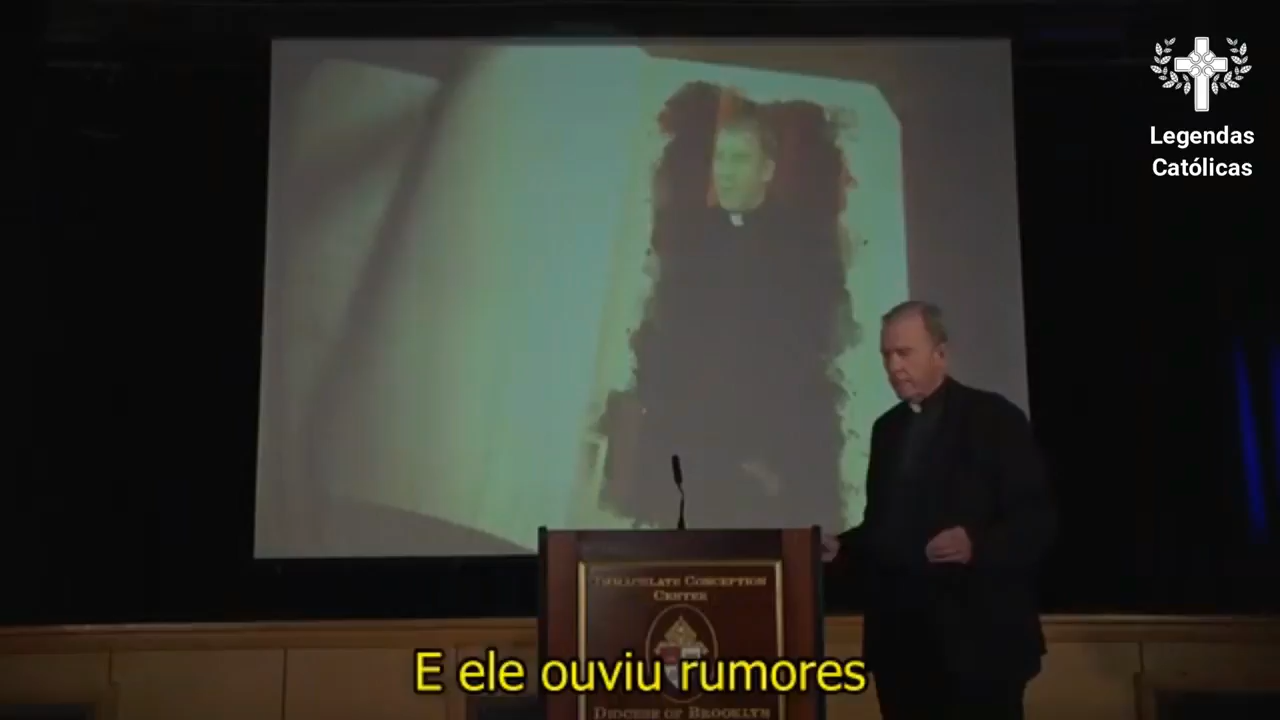 Legendas
Católicas
IMMACULATE CONCEPTION
CENTER
DIOCESE OF BROOKLYN
E ele ouviu rumores